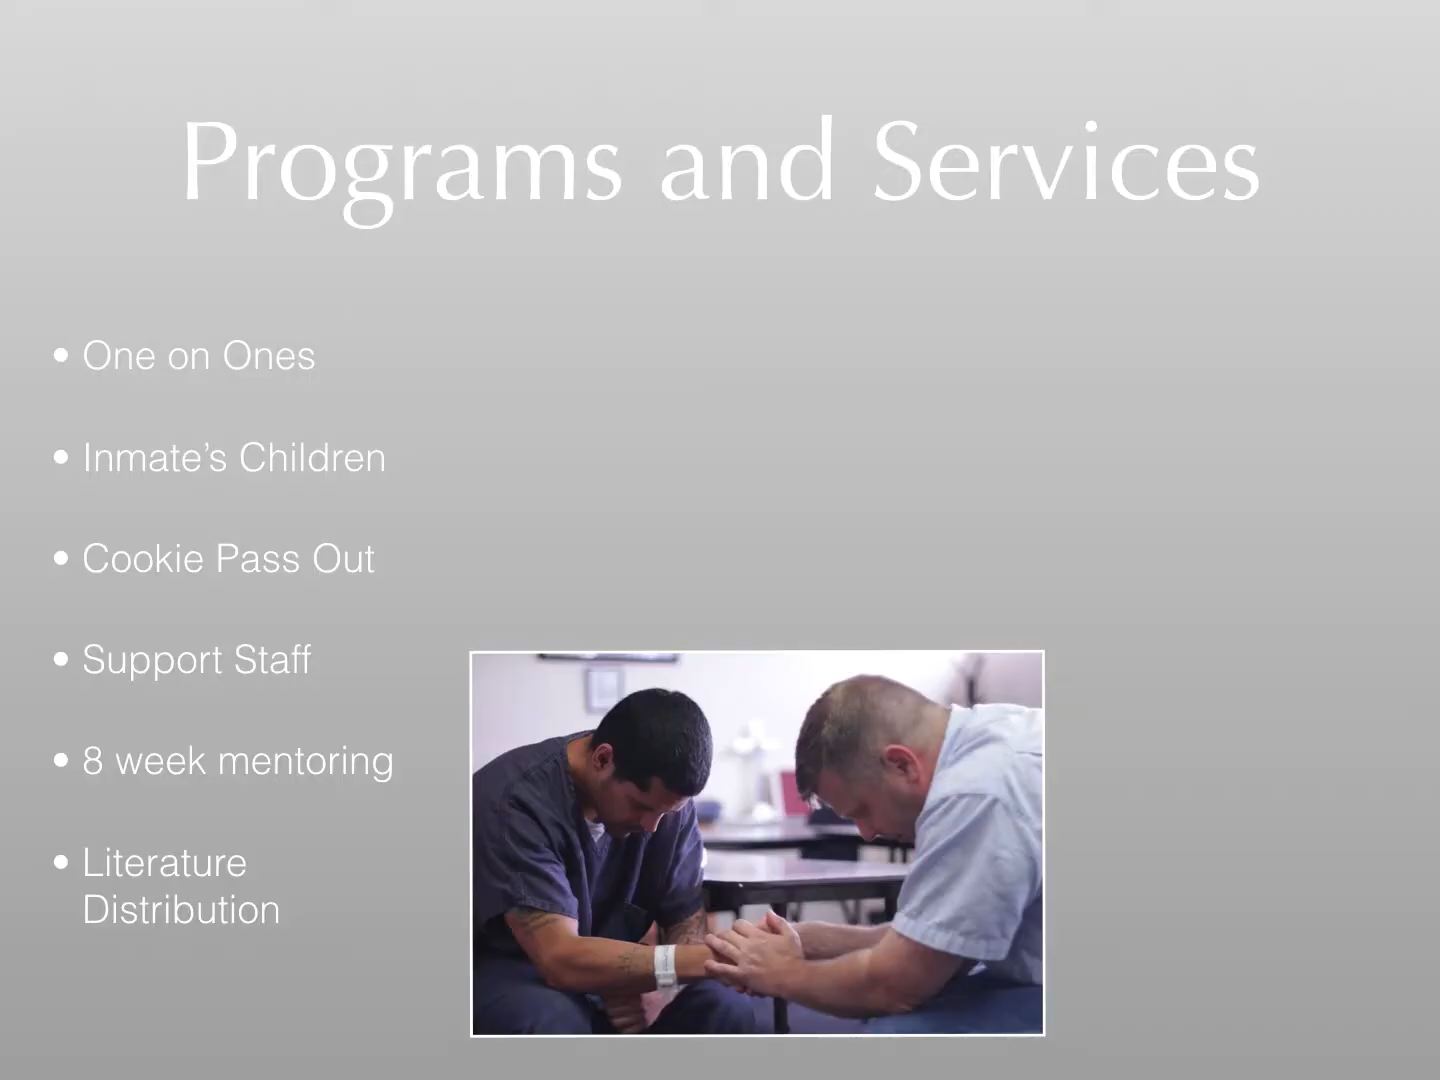 Programs and Services
• One on Ones
• Inmate’s Children
• Cookie Pass Out
• Support Staff
• 8 week mentoring
• Literature
Distribution